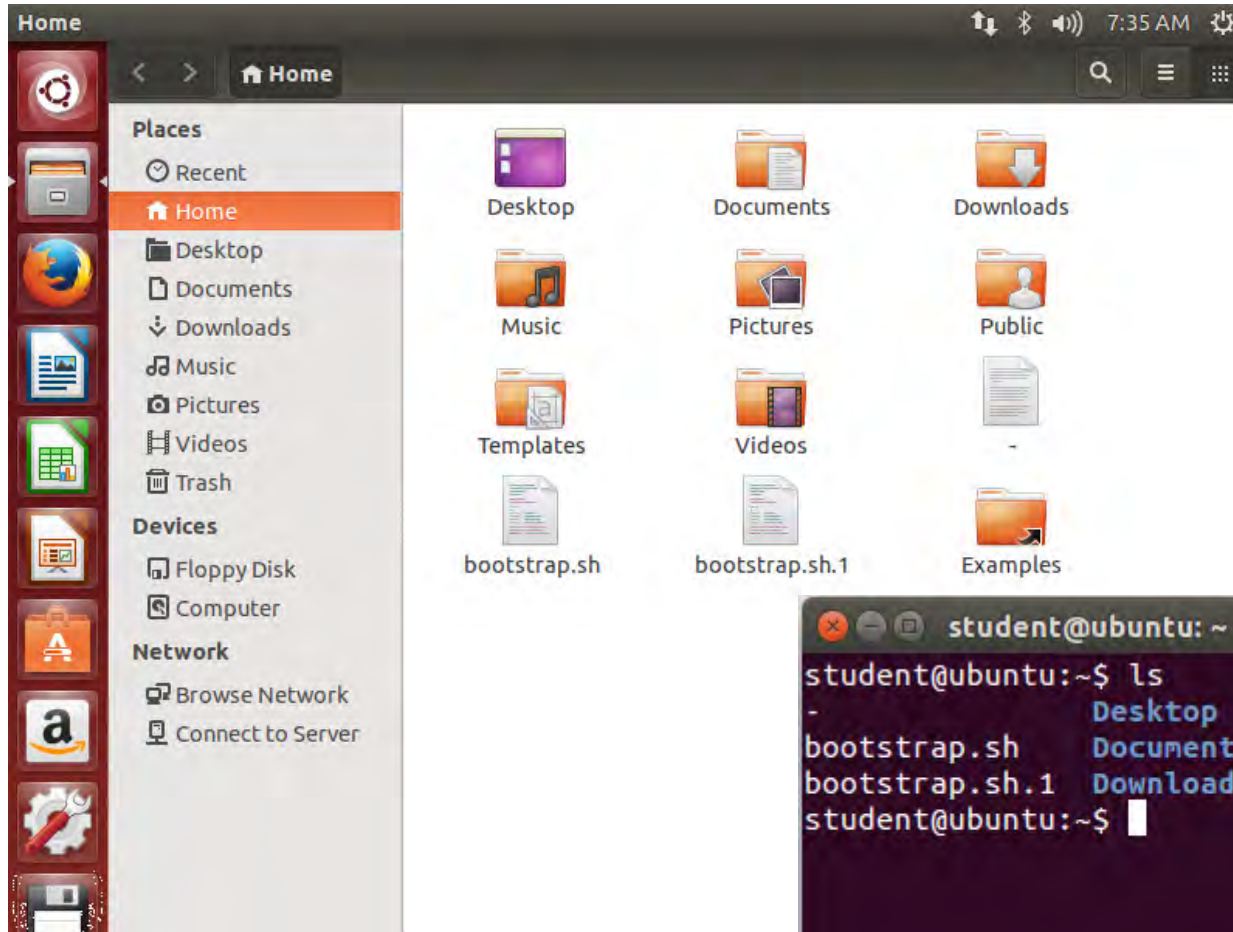 Home
7:35 AM
Home
Places
Recent
Home
Desktop
Documents
Downloads
Music
Pictures
Videos
Trash
Devices
Floppy Disk
Computer
Network
Browse Network
Connect to Server
Desktop Documents Downloads
Music Pictures Public
Templates Videos -
bootstrap.sh bootstrap.sh.1 Examples
student@ubuntu: ~
student@ubuntu:~$ ls
- Desktop
bootstrap.sh Document
bootstrap.sh.1 Download
student@ubuntu:~$
A
a